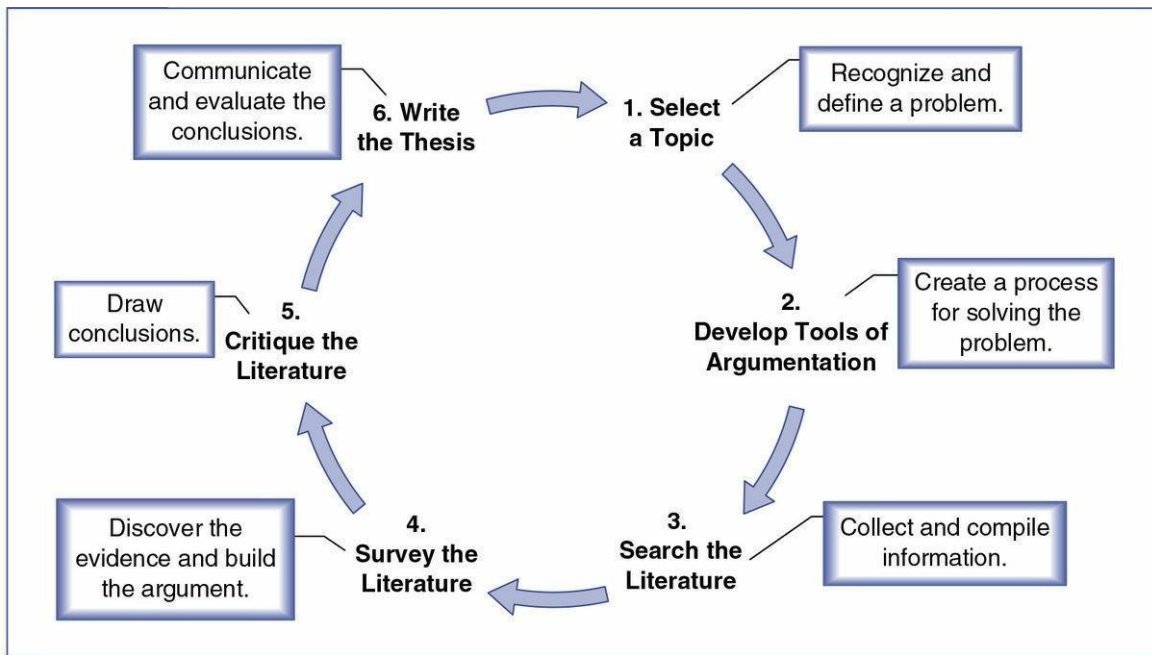 1. Select
a Topic
Recognize and
define a problem.
2.
Develop Tools of
Argumentation
Create a process
for solving the
problem.
3.
Search the
Literature
Collect and compile
information.
4.
Survey the
Literature
Discover the
evidence and build
the argument.
5.
Critique the
Literature
Draw
conclusions.
6. Write
the Thesis
Communicate
and evaluate the
conclusions.